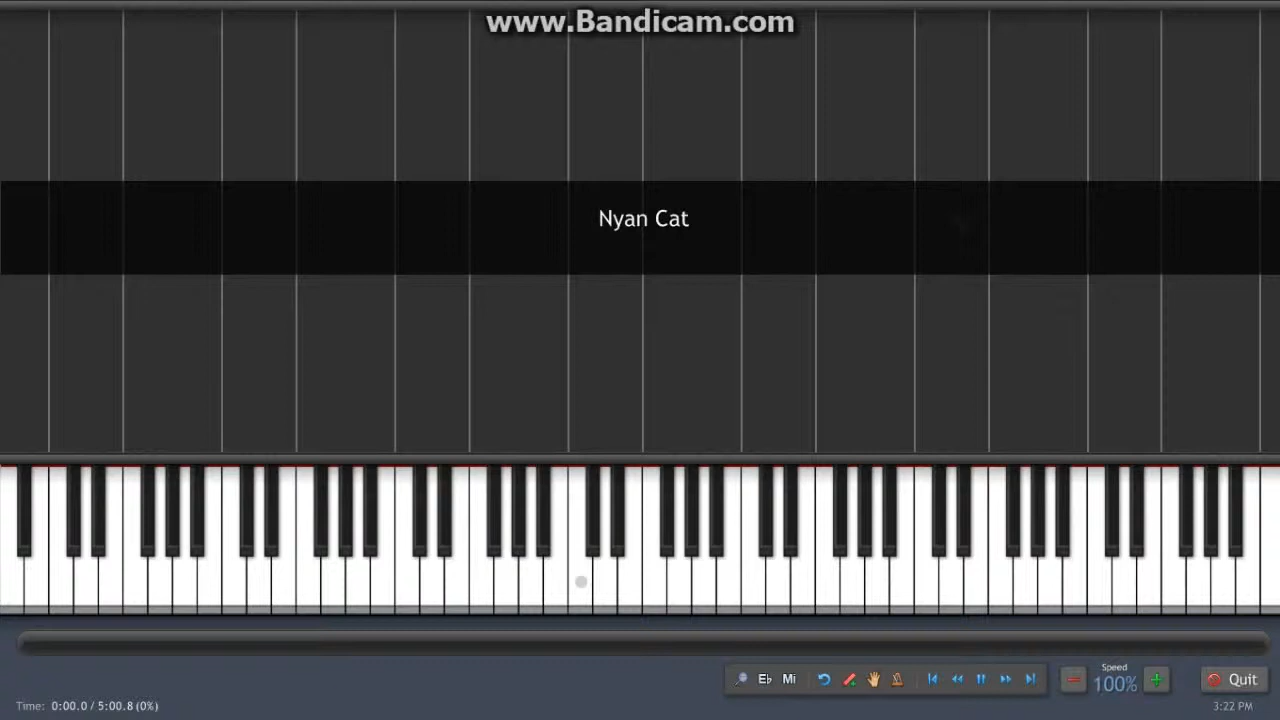 www.Bandicam.com
Nyan Cat
Speed
E♭ Mi 100% Quit
Time: 0:00.0 / 5:00.8 (0%)
3:22 PM